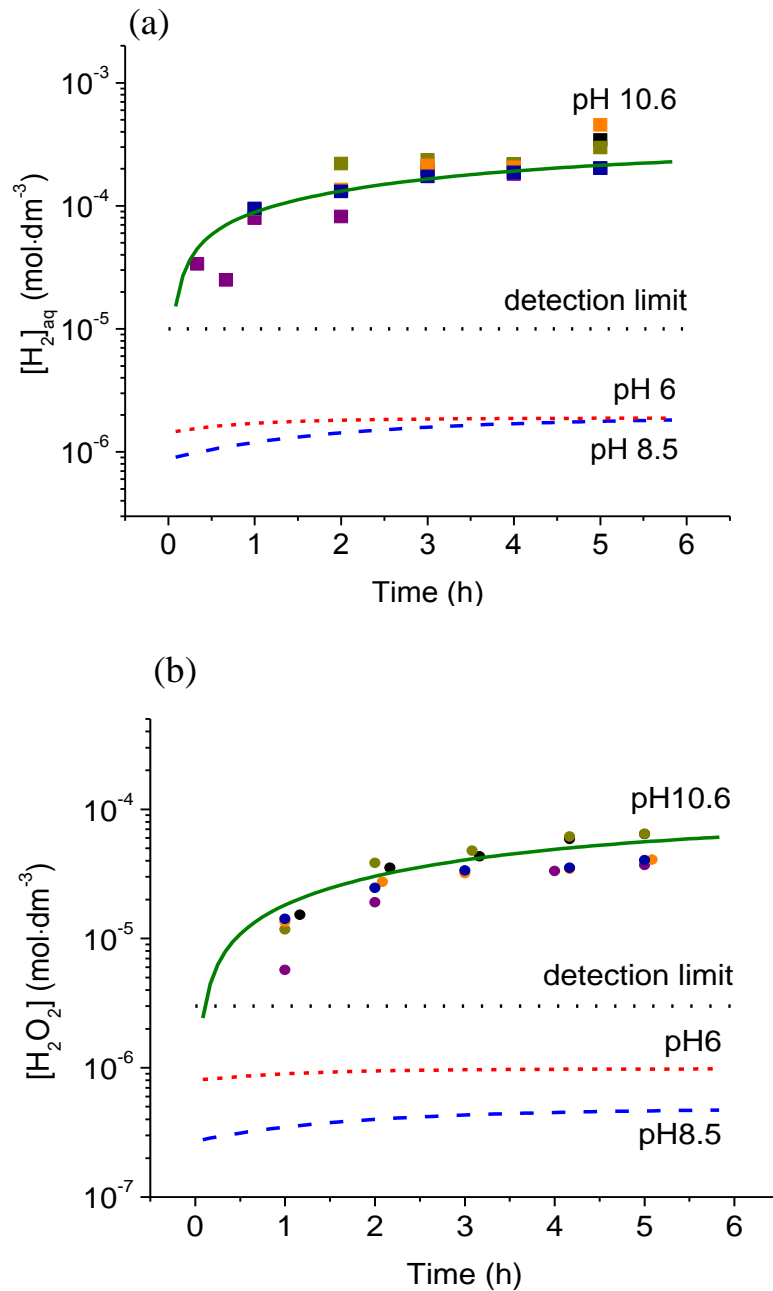 (a)
10⁻³
pH 10.6
10⁻⁴
detection limit
10⁻⁵
pH 6
10⁻⁶
pH 8.5
[H₂]aq (mol·dm⁻³)
0 1 2 3 4 5 6
Time (h)
(b)
10⁻⁴
pH10.6
10⁻⁵
detection limit
10⁻⁶
pH6
pH8.5
10⁻⁷
[H₂O₂] (mol·dm⁻³)
0 1 2 3 4 5 6
Time (h)